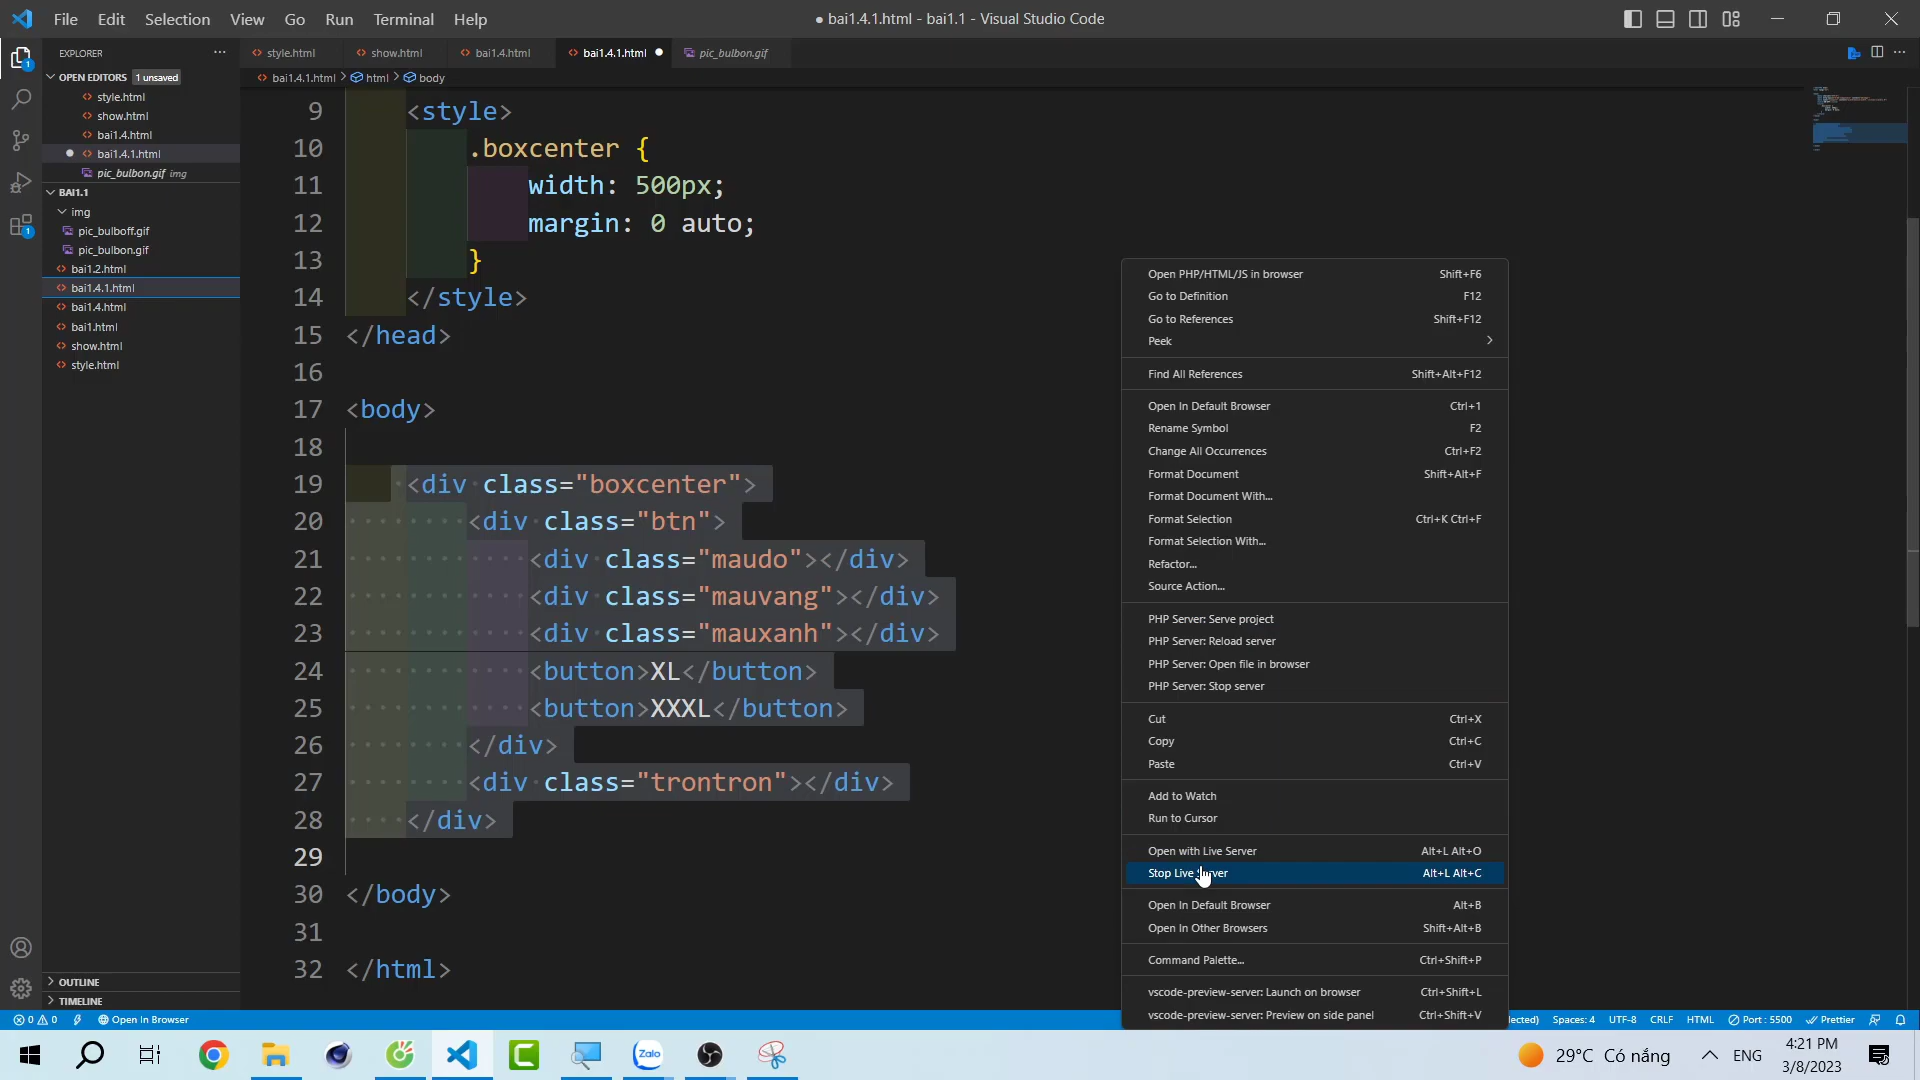 File Edit Selection View Go Run Terminal Help
● bai1.4.1.html - bai1.1 - Visual Studio Code
EXPLORER
OPEN EDITORS 1 unsaved
style.html
show.html
bai1.4.html
bai1.4.1.html
pic_bulbon.gif img
BAI1.1
img
pic_bulboff.gif
pic_bulbon.gif
bai1.2.html
bai1.4.1.html
bai1.4.html
bai1.html
show.html
style.html
OUTLINE
TIMELINE
style.html show.html bai1.4.html bai1.4.1.html pic_bulbon.gif
bai1.4.1.html > html > body
9 <style>
10 .boxcenter {
11 width: 500px;
12 margin: 0 auto;
13 }
14 </style>
15 </head>
16
17 <body>
18
19 <div class="boxcenter">
20 <div class="btn">
21 <div class="maudo"></div>
22 <div class="mauvang"></div>
23 <div class="mauxanh"></div>
24 <button>XL</button>
25 <button>XXXL</button>
26 </div>
27 <div class="trontron"></div>
28 </div>
29
30 </body>
31
32 </html>
Open PHP/HTML/JS in browser Shift+F6
Go to Definition F12
Go to References Shift+F12
Peek
Find All References Shift+Alt+F12
Open In Default Browser Ctrl+1
Rename Symbol F2
Change All Occurrences Ctrl+F2
Format Document Shift+Alt+F
Format Document With...
Format Selection Ctrl+K Ctrl+F
Format Selection With...
Refactor...
Source Action...
PHP Server: Serve project
PHP Server: Reload server
PHP Server: Open file in browser
PHP Server: Stop server
Cut Ctrl+X
Copy Ctrl+C
Paste Ctrl+V
Add to Watch
Run to Cursor
Open with Live Server Alt+L Alt+O
Stop Live Server Alt+L Alt+C
Open In Default Browser Alt+B
Open In Other Browsers Shift+Alt+B
Command Palette... Ctrl+Shift+P
vscode-preview-server: Launch on browser Ctrl+Shift+L
vscode-preview-server: Preview on side panel Ctrl+Shift+V
0 0 Open In Browser
ected) Spaces: 4 UTF-8 CRLF HTML Port : 5500 Prettier
Zalo
29°C Có nắng ENG
4:21 PM
3/8/2023